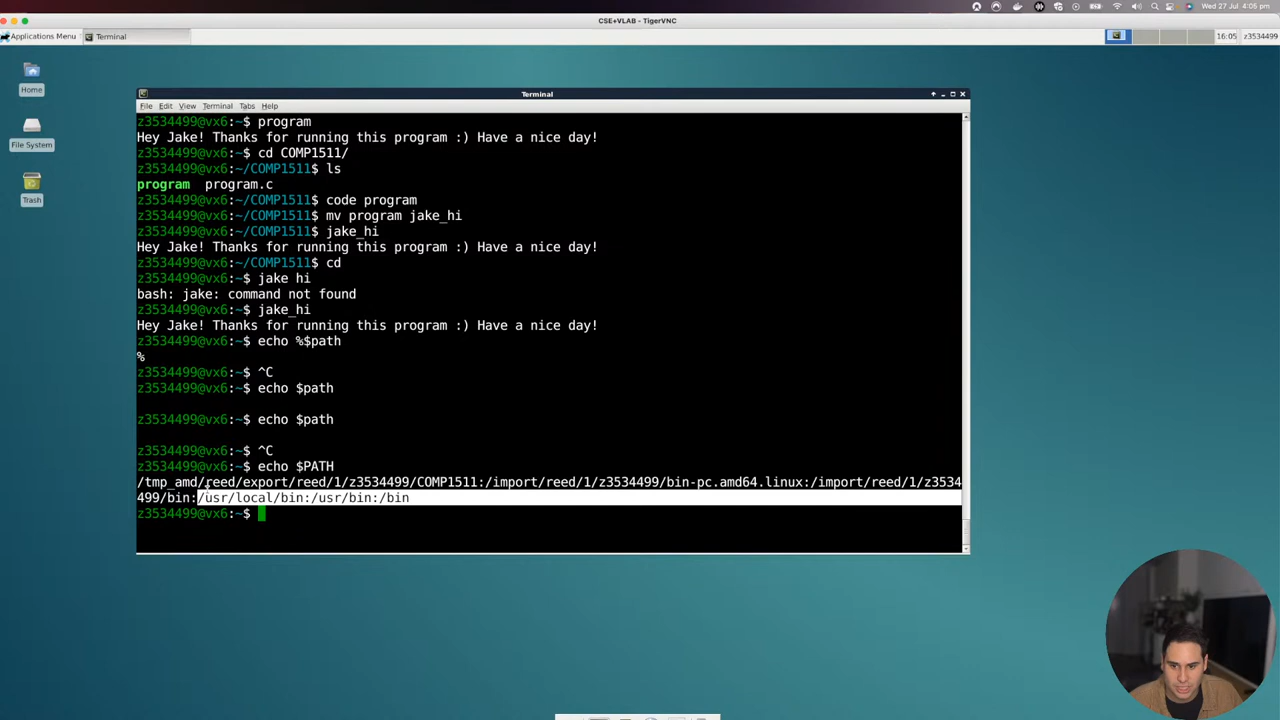 Wed 27 Jul 4:05 pm
CSE+VLAB - TigerVNC
Applications Menu
Terminal
16:05
z3534499
Home
File System
Trash
Terminal
File Edit View Terminal Tabs Help
z3534499@vx6:~$ program
Hey Jake! Thanks for running this program :) Have a nice day!
z3534499@vx6:~$ cd COMP1511/
z3534499@vx6:~/COMP1511$ ls
program  program.c
z3534499@vx6:~/COMP1511$ code program
z3534499@vx6:~/COMP1511$ mv program jake_hi
z3534499@vx6:~/COMP1511$ jake_hi
Hey Jake! Thanks for running this program :) Have a nice day!
z3534499@vx6:~/COMP1511$ cd
z3534499@vx6:~$ jake hi
bash: jake: command not found
z3534499@vx6:~$ jake_hi
Hey Jake! Thanks for running this program :) Have a nice day!
z3534499@vx6:~$ echo %$path
%
z3534499@vx6:~$ ^C
z3534499@vx6:~$ echo $path
z3534499@vx6:~$ echo $path
z3534499@vx6:~$ ^C
z3534499@vx6:~$ echo $PATH
/tmp_amd/reed/export/reed/1/z3534499/COMP1511:/import/reed/1/z3534499/bin-pc.amd64.linux:/import/reed/1/z3534
499/bin:/usr/local/bin:/usr/bin:/bin
z3534499@vx6:~$